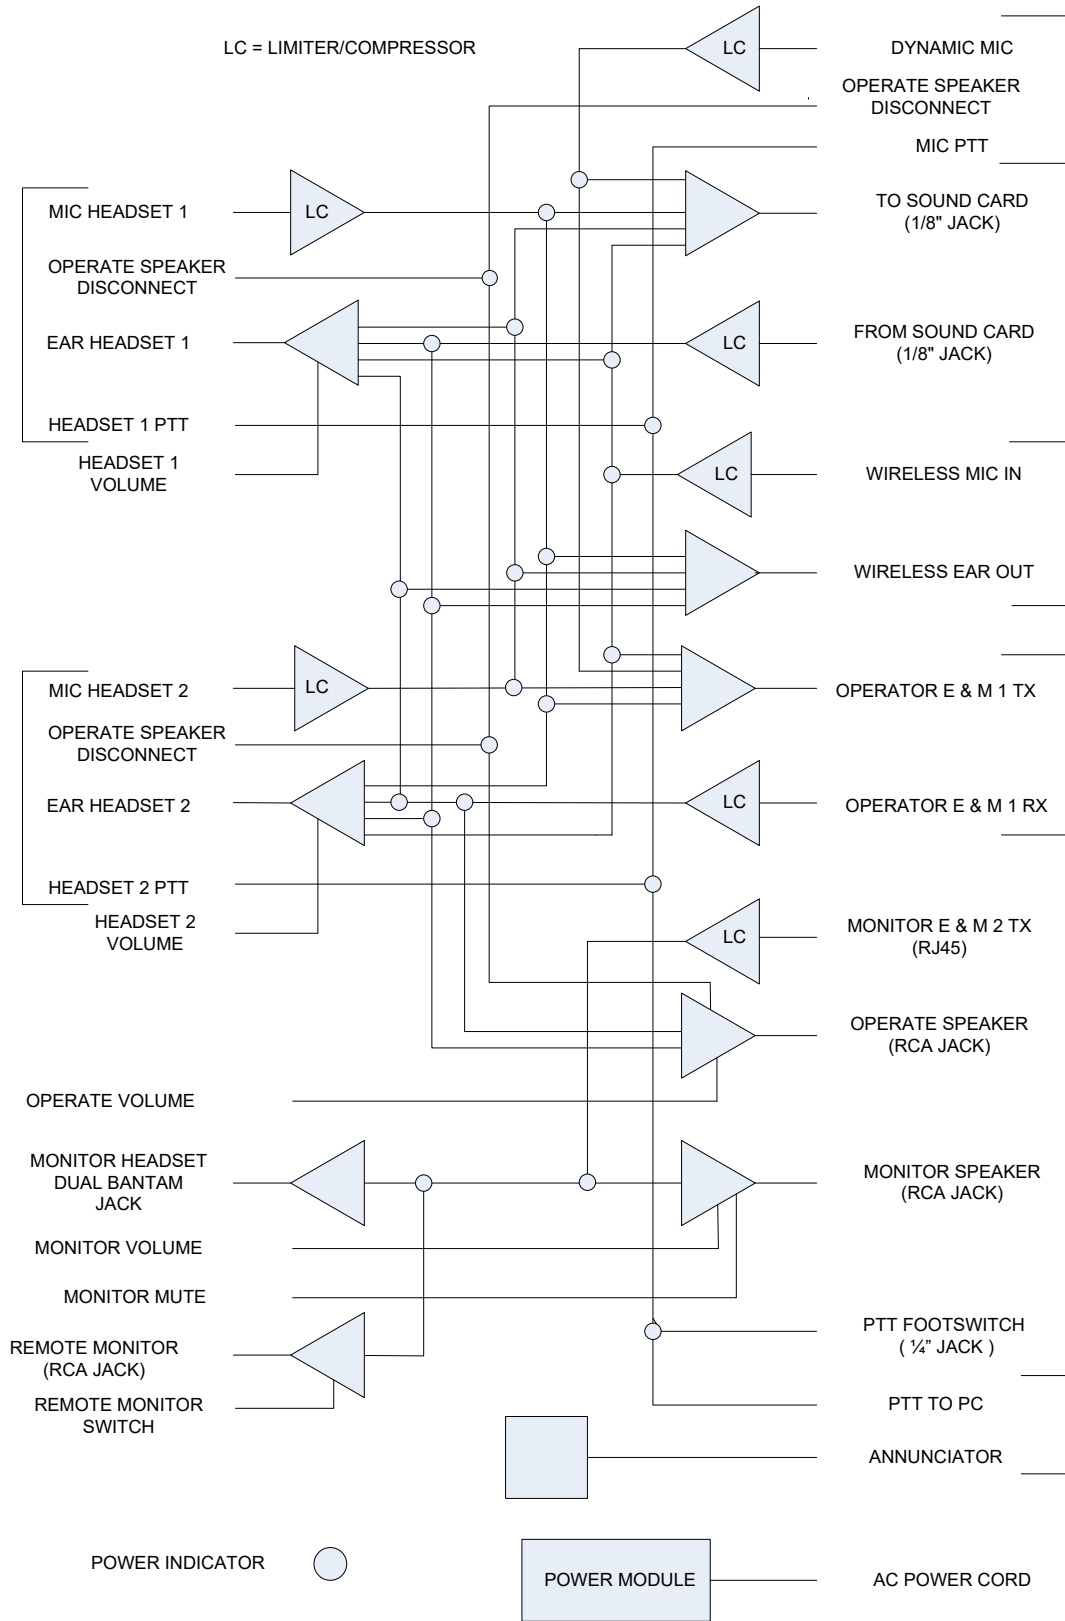 LC = LIMITER/COMPRESSOR
LC
DYNAMIC MIC
OPERATE SPEAKER
DISCONNECT
MIC PTT
MIC HEADSET 1
LC
TO SOUND CARD
(1/8" JACK)
OPERATE SPEAKER
DISCONNECT
EAR HEADSET 1
LC
FROM SOUND CARD
(1/8" JACK)
HEADSET 1 PTT
HEADSET 1
VOLUME
LC
WIRELESS MIC IN
WIRELESS EAR OUT
MIC HEADSET 2
LC
OPERATOR E & M 1 TX
OPERATE SPEAKER
DISCONNECT
EAR HEADSET 2
LC
OPERATOR E & M 1 RX
HEADSET 2 PTT
HEADSET 2
VOLUME
LC
MONITOR E & M 2 TX
(RJ45)
OPERATE SPEAKER
(RCA JACK)
OPERATE VOLUME
MONITOR HEADSET
DUAL BANTAM
JACK
MONITOR SPEAKER
(RCA JACK)
MONITOR VOLUME
MONITOR MUTE
PTT FOOTSWITCH
( ¼” JACK )
REMOTE MONITOR
(RCA JACK)
REMOTE MONITOR
SWITCH
PTT TO PC
ANNUNCIATOR
POWER INDICATOR
POWER MODULE
AC POWER CORD